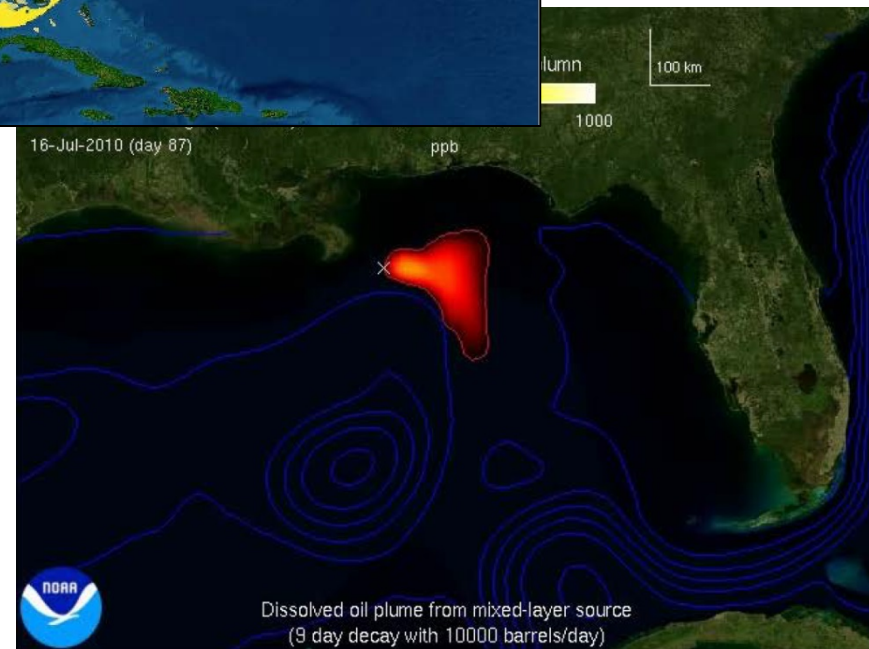 100 km
1000
16-Jul-2010 (day 87)
ppb
NOAA
Dissolved oil plume from mixed-layer source
(9 day decay with 10000 barrels/day)